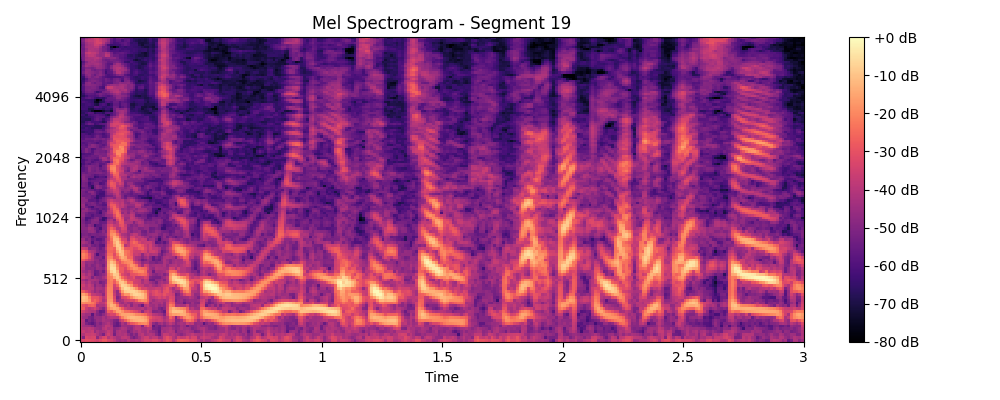 Mel Spectrogram - Segment 19
+0 dB
-10 dB
-20 dB
-30 dB
-40 dB
-50 dB
-60 dB
-70 dB
-80 dB
Frequency
4096
2048
1024
512
0
0 0.5 1 1.5 2 2.5 3
Time